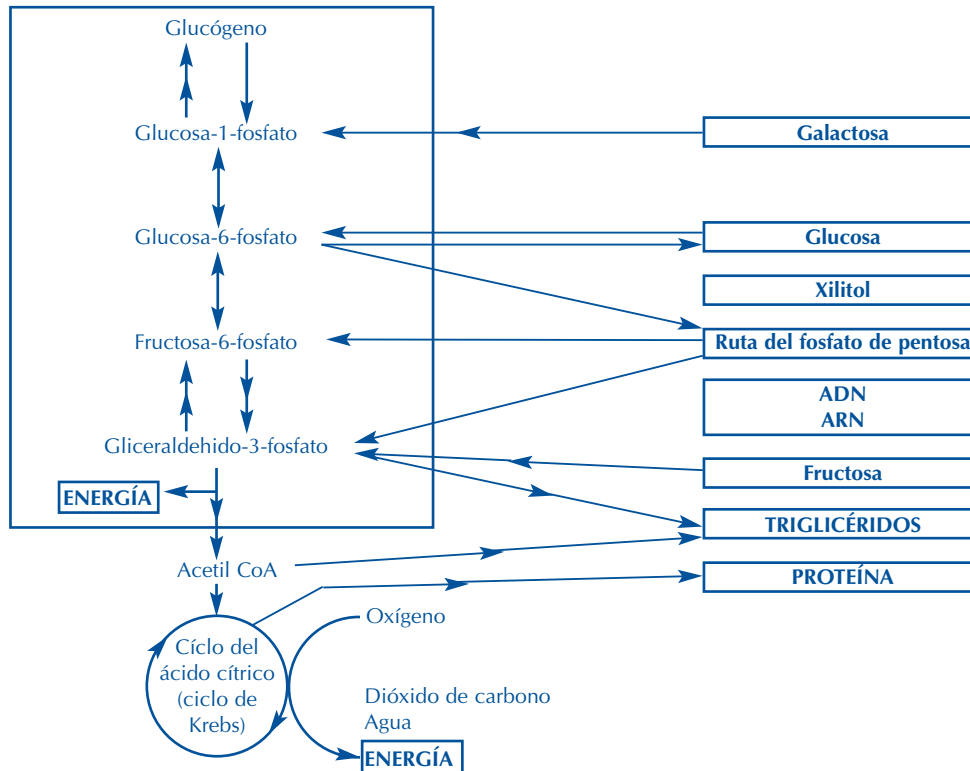 Glucógeno
Glucosa-1-fosfato
Galactosa
Glucosa-6-fosfato
Glucosa
Xilitol
Fructosa-6-fosfato
Ruta del fosfato de pentosa
ADN
ARN
Gliceraldehido-3-fosfato
Fructosa
ENERGÍA
TRIGLICÉRIDOS
Acetil CoA
PROTEÍNA
Oxígeno
Cíclo del
ácido cítrico
(ciclo de
Krebs)
Dióxido de carbono
Agua
ENERGÍA